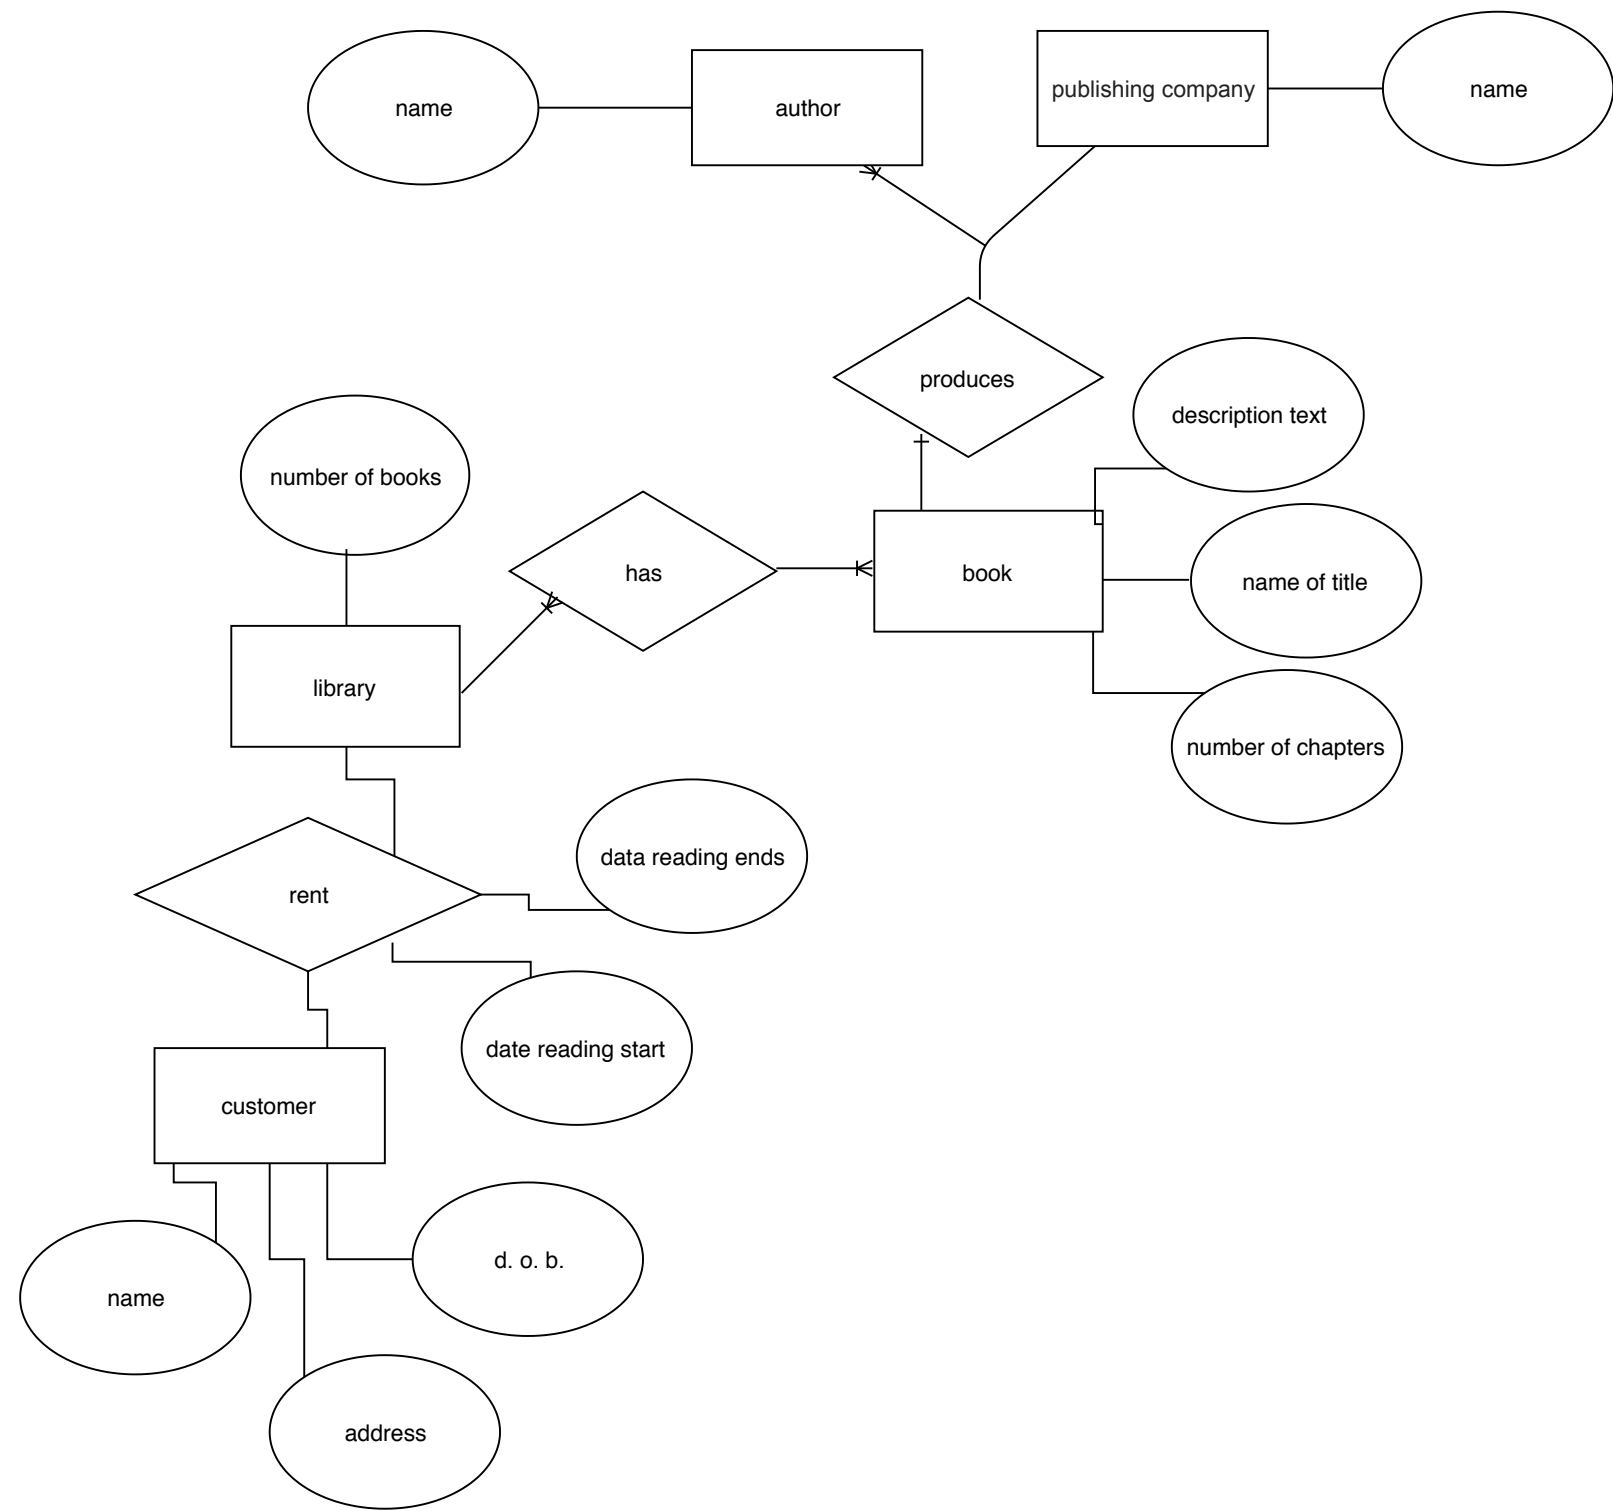 name
author
publishing company
name
produces
description text
number of books
has
book
name of title
library
number of chapters
data reading ends
rent
date reading start
customer
d. o. b.
name
address